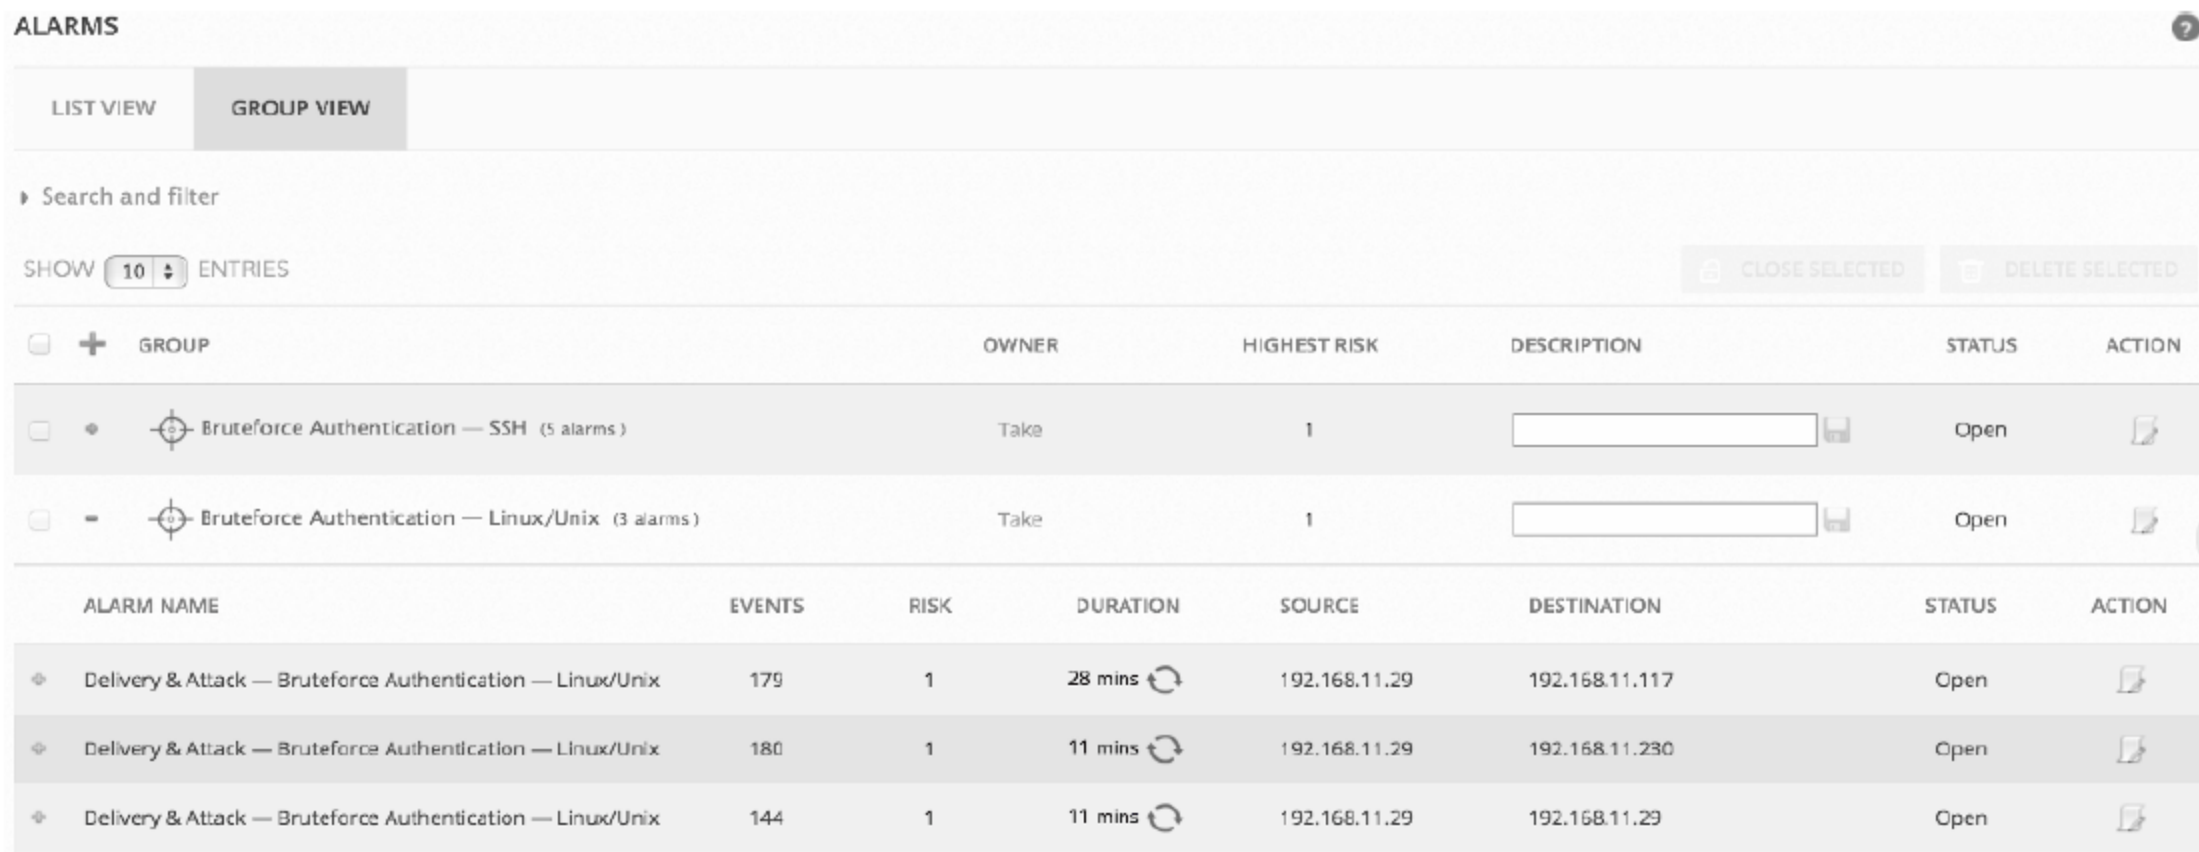 ALARMS
?
LIST VIEW GROUP VIEW
Search and filter
SHOW 10 ENTRIES CLOSE SELECTED DELETE SELECTED
GROUP OWNER HIGHEST RISK DESCRIPTION STATUS ACTION
Bruteforce Authentication — SSH (5 alarms ) Take 1 Open
Bruteforce Authentication — Linux/Unix (3 alarms ) Take 1 Open
ALARM NAME EVENTS RISK DURATION SOURCE DESTINATION STATUS ACTION
Delivery & Attack — Bruteforce Authentication — Linux/Unix 179 1 28 mins 192.168.11.29 192.168.11.117 Open
Delivery & Attack — Bruteforce Authentication — Linux/Unix 180 1 11 mins 192.168.11.29 192.168.11.230 Open
Delivery & Attack — Bruteforce Authentication — Linux/Unix 144 1 11 mins 192.168.11.29 192.168.11.29 Open